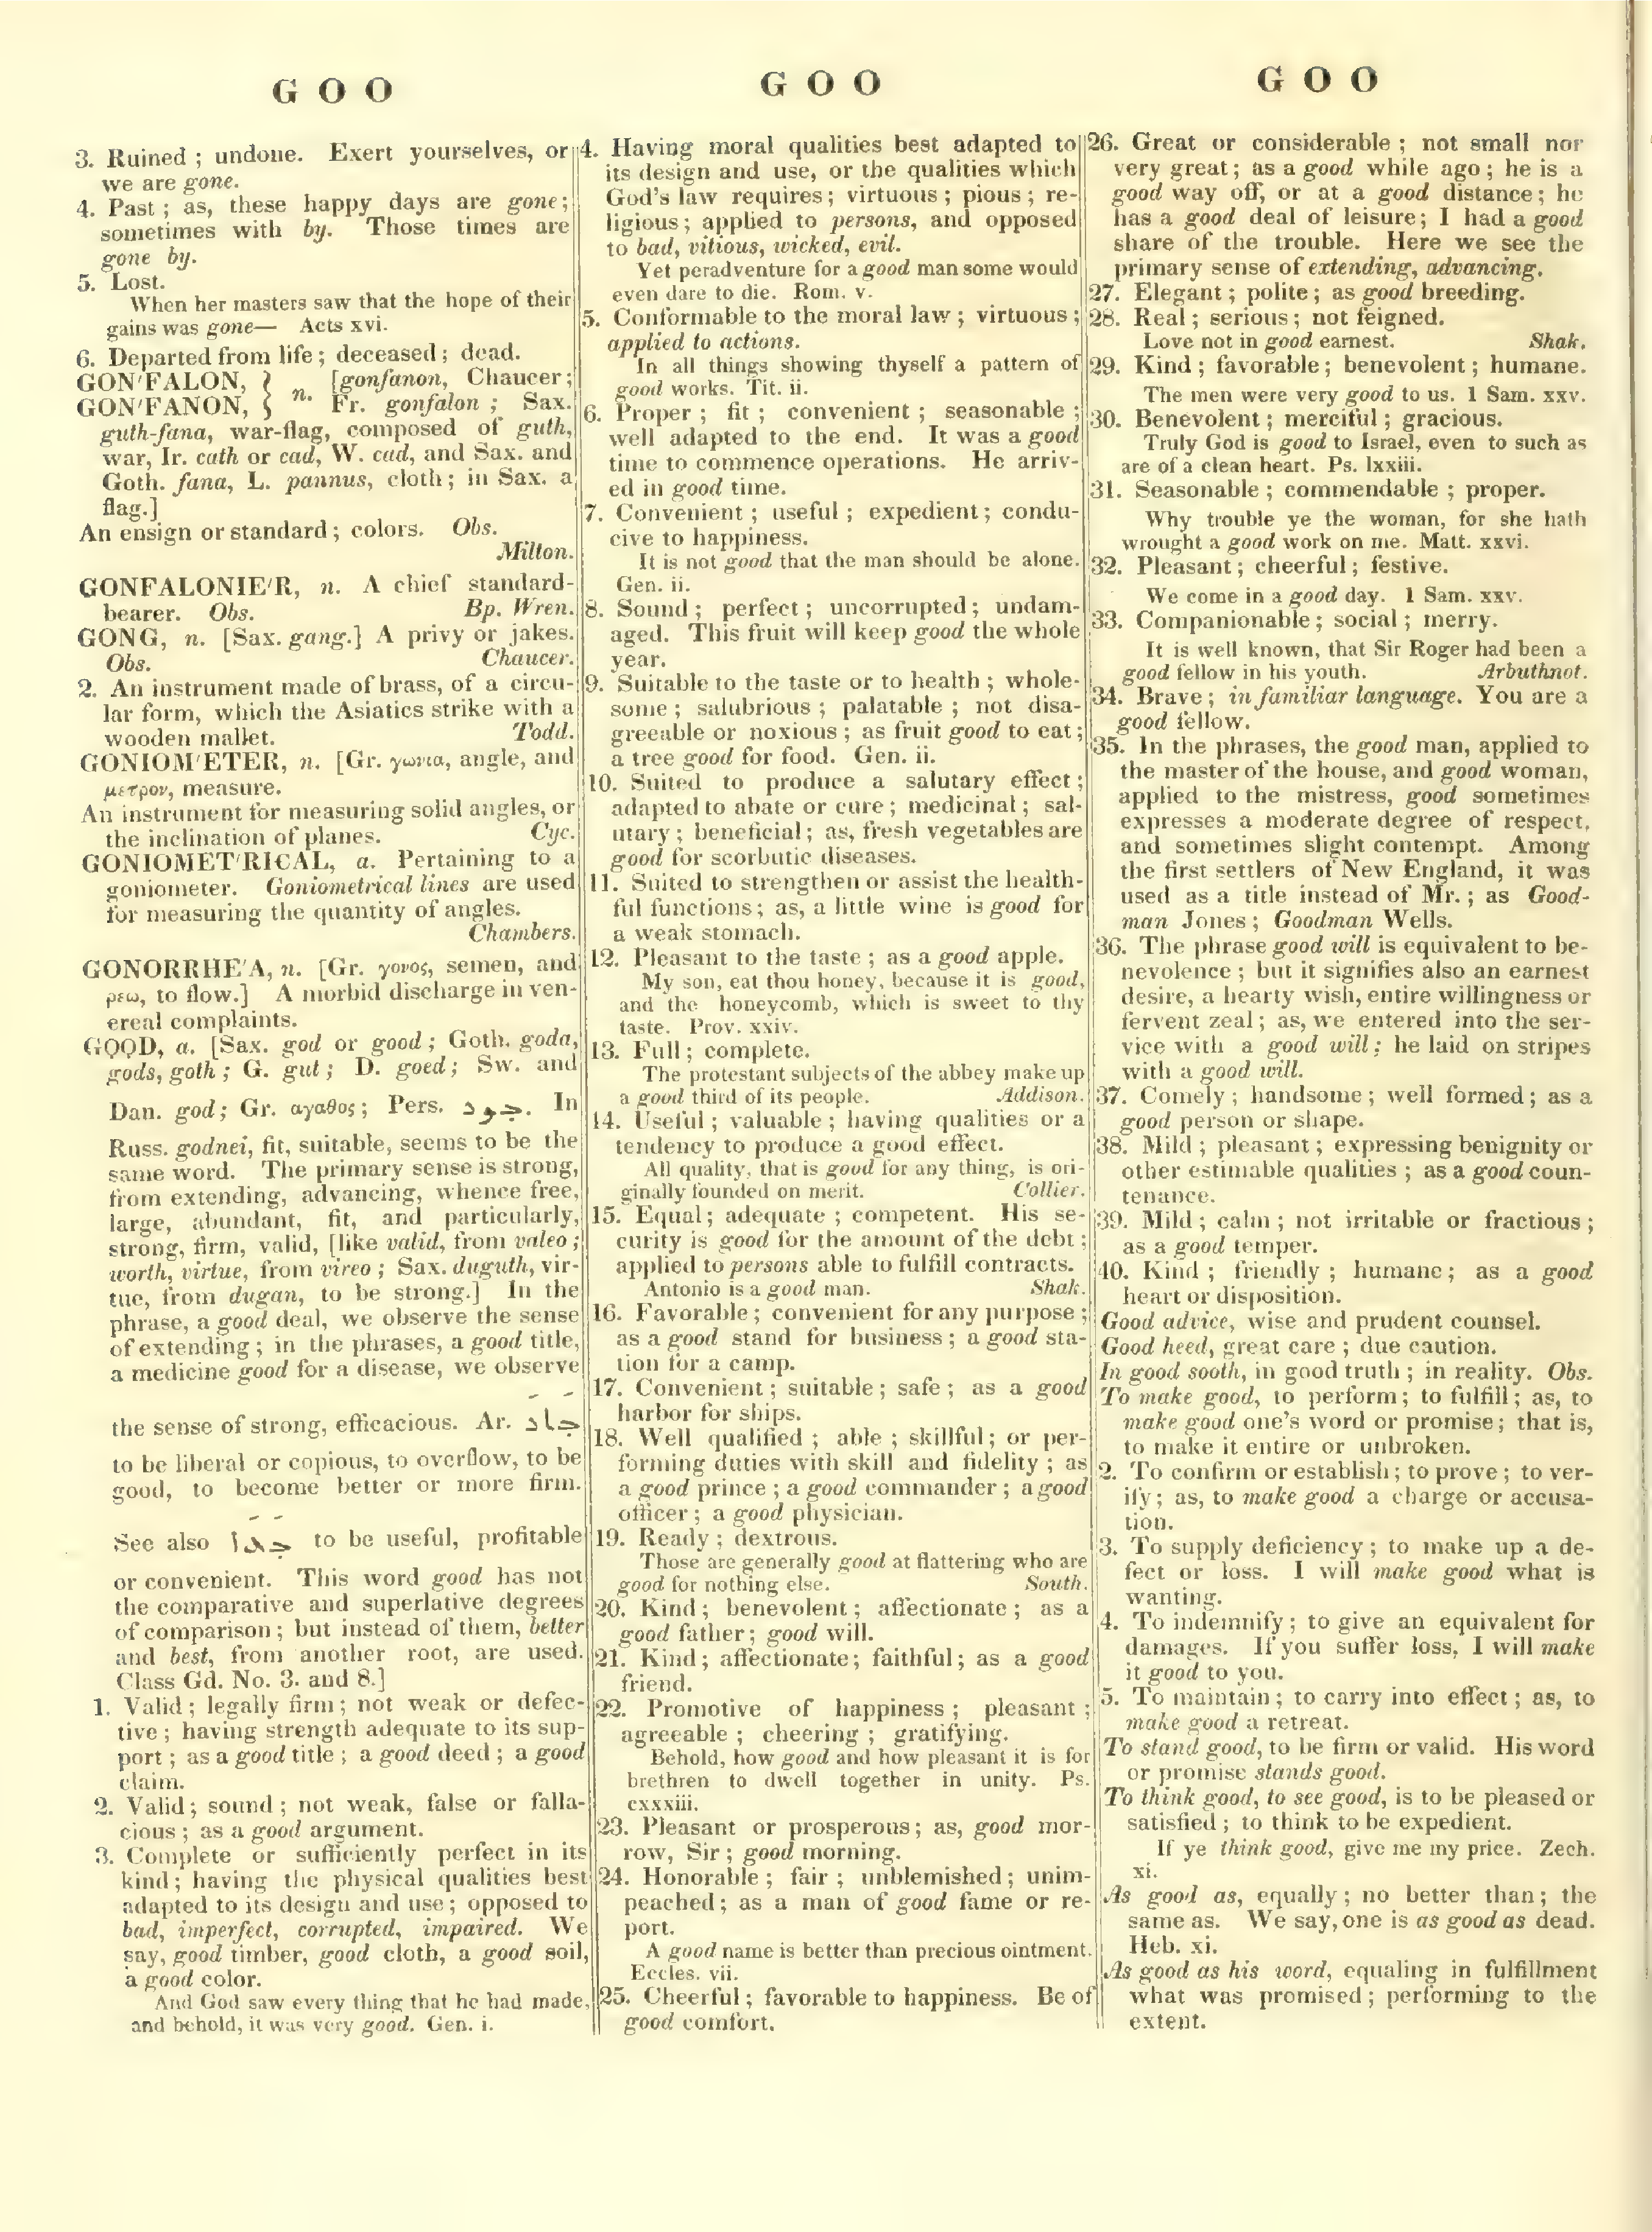 GOO
GOO
GOO
3. Ruined ; undone. Exert yourselves, or
we are gone.
4. Past ; as, these happy days are gone;
sometimes with by. Those times are
gone by.
5. Lost.
When her masters saw that the hope of their
gains was gone— Acts xvi.
6. Departed from life ; deceased ; dead.
GON'FALON, } n. [gonfanon, Chaucer;
GON'FANON, } Fr. gonfalon ; Sax.
guth-fana, war-flag, composed of guth,
war, Ir. cath or cad, W. cad, and Sax. and
Goth. fana, L. pannus, cloth; in Sax. a
flag.]
An ensign or standard ; colors. Obs.
Milton.
GONFALONIE'R, n. A chief standard-
bearer. Obs. Bp. Wren.
GONG, n. [Sax. gang.] A privy or jakes.
Obs. Chaucer.
2. An instrument made of brass, of a circu-
lar form, which the Asiatics strike with a
wooden mallet. Todd.
GONIOM'ETER, n. [Gr. γωνια, angle, and
μετρον, measure.
An instrument for measuring solid angles, or
the inclination of planes. Cyc.
GONIOMET'RICAL, a. Pertaining to a
goniometer. Goniometrical lines are used
for measuring the quantity of angles.
Chambers.
GONORRHE'A, n. [Gr. γονος, semen, and
ρεω, to flow.] A morbid discharge in ven-
ereal complaints.
GOOD, a. [Sax. god or good ; Goth. goda,
gods, goth ; G. gut ; D. goed; Sw. and
Dan. god; Gr. αγαθος; Pers. جود. In
Russ. godnei, fit, suitable, seems to be the
same word. The primary sense is strong,
from extending, advancing, whence free,
large, abundant, fit, and particularly,
strong, firm, valid, [like valid, from valeo ;
worth, virtue, from vireo ; Sax. duguth, vir-
tue, from dugan, to be strong.] In the
phrase, a good deal, we observe the sense
of extending ; in the phrases, a good title,
a medicine good for a disease, we observe
the sense of strong, efficacious. Ar. جَادَ
to be liberal or copious, to overflow, to be
good, to become better or more firm.
See also جَدَا to be useful, profitable
or convenient. This word good has not
the comparative and superlative degrees
of comparison ; but instead of them, better
and best, from another root, are used.
Class Gd. No. 3. and 8.]
1. Valid ; legally firm ; not weak or defec-
tive ; having strength adequate to its sup-
port ; as a good title ; a good deed ; a good
claim.
2. Valid ; sound ; not weak, false or falla-
cious ; as a good argument.
3. Complete or sufficiently perfect in its
kind ; having the physical qualities best
adapted to its design and use ; opposed to
bad, imperfect, corrupted, impaired. We
say, good timber, good cloth, a good soil,
a good color.
And God saw every thing that he had made,
and behold, it was very good. Gen. i.
4. Having moral qualities best adapted to
its design and use, or the qualities which
God's law requires ; virtuous ; pious ; re-
ligious ; applied to persons, and opposed
to bad, vitious, wicked, evil.
Yet peradventure for a good man some would
even dare to die. Rom. v.
5. Conformable to the moral law ; virtuous ;
applied to actions.
In all things showing thyself a pattern of
good works. Tit. ii.
6. Proper ; fit ; convenient ; seasonable ;
well adapted to the end. It was a good
time to commence operations. He arriv-
ed in good time.
7. Convenient ; useful ; expedient ; condu-
cive to happiness.
It is not good that the man should be alone.
Gen. ii.
8. Sound ; perfect ; uncorrupted ; undam-
aged. This fruit will keep good the whole
year.
9. Suitable to the taste or to health ; whole-
some ; salubrious ; palatable ; not disa-
greeable or noxious ; as fruit good to eat ;
a tree good for food. Gen. ii.
10. Suited to produce a salutary effect ;
adapted to abate or cure ; medicinal ; sal-
utary ; beneficial ; as, fresh vegetables are
good for scorbutic diseases.
11. Suited to strengthen or assist the health-
ful functions ; as, a little wine is good for
a weak stomach.
12. Pleasant to the taste ; as a good apple.
My son, eat thou honey, because it is good,
and the honeycomb, which is sweet to thy
taste. Prov. xxiv.
13. Full ; complete.
The protestant subjects of the abbey make up
a good third of its people. Addison.
14. Useful ; valuable ; having qualities or a
tendency to produce a good effect.
All quality, that is good for any thing, is ori-
ginally founded on merit. Collier.
15. Equal ; adequate ; competent. His se-
curity is good for the amount of the debt ;
applied to persons able to fulfill contracts.
Antonio is a good man. Shak.
16. Favorable ; convenient for any purpose ;
as a good stand for business ; a good sta-
tion for a camp.
17. Convenient ; suitable ; safe ; as a good
harbor for ships.
18. Well qualified ; able ; skillful ; or per-
forming duties with skill and fidelity ; as
a good prince ; a good commander ; a good
officer ; a good physician.
19. Ready ; dextrous.
Those are generally good at flattering who are
good for nothing else. South.
20. Kind ; benevolent ; affectionate ; as a
good father ; good will.
21. Kind ; affectionate ; faithful ; as a good
friend.
22. Promotive of happiness ; pleasant ;
agreeable ; cheering ; gratifying.
Behold, how good and how pleasant it is for
brethren to dwell together in unity. Ps.
cxxxiii.
23. Pleasant or prosperous ; as, good mor-
row, Sir ; good morning.
24. Honorable ; fair ; unblemished ; unim-
peached ; as a man of good fame or re-
port.
A good name is better than precious ointment.
Eccles. vii.
25. Cheerful ; favorable to happiness. Be of
good comfort.
26. Great or considerable ; not small nor
very great ; as a good while ago ; he is a
good way off, or at a good distance ; he
has a good deal of leisure ; I had a good
share of the trouble. Here we see the
primary sense of extending, advancing.
27. Elegant ; polite ; as good breeding.
28. Real ; serious ; not feigned.
Love not in good earnest. Shak.
29. Kind ; favorable ; benevolent ; humane.
The men were very good to us. 1 Sam. xxv.
30. Benevolent ; merciful ; gracious.
Truly God is good to Israel, even to such as
are of a clean heart. Ps. lxxiii.
31. Seasonable ; commendable ; proper.
Why trouble ye the woman, for she hath
wrought a good work on me. Matt. xxvi.
32. Pleasant ; cheerful ; festive.
We come in a good day. 1 Sam. xxv.
33. Companionable ; social ; merry.
It is well known, that Sir Roger had been a
good fellow in his youth. Arbuthnot.
34. Brave ; in familiar language. You are a
good fellow.
35. In the phrases, the good man, applied to
the master of the house, and good woman,
applied to the mistress, good sometimes
expresses a moderate degree of respect,
and sometimes slight contempt. Among
the first settlers of New England, it was
used as a title instead of Mr. ; as Good-
man Jones ; Goodman Wells.
36. The phrase good will is equivalent to be-
nevolence ; but it signifies also an earnest
desire, a hearty wish, entire willingness or
fervent zeal ; as, we entered into the ser-
vice with a good will ; he laid on stripes
with a good will.
37. Comely ; handsome ; well formed ; as a
good person or shape.
38. Mild ; pleasant ; expressing benignity or
other estimable qualities ; as a good coun-
tenance.
39. Mild ; calm ; not irritable or fractious ;
as a good temper.
40. Kind ; friendly ; humane ; as a good
heart or disposition.
Good advice, wise and prudent counsel.
Good heed, great care ; due caution.
In good sooth, in good truth ; in reality. Obs.
To make good, to perform ; to fulfill ; as, to
make good one's word or promise ; that is,
to make it entire or unbroken.
2. To confirm or establish ; to prove ; to ver-
ify ; as, to make good a charge or accusa-
tion.
3. To supply deficiency ; to make up a de-
fect or loss. I will make good what is
wanting.
4. To indemnify ; to give an equivalent for
damages. If you suffer loss, I will make
it good to you.
5. To maintain ; to carry into effect ; as, to
make good a retreat.
To stand good, to be firm or valid. His word
or promise stands good.
To think good, to see good, is to be pleased or
satisfied ; to think to be expedient.
If ye think good, give me my price. Zech.
xi.
As good as, equally ; no better than ; the
same as. We say, one is as good as dead.
Heb. xi.
As good as his word, equaling in fulfillment
what was promised ; performing to the
extent.